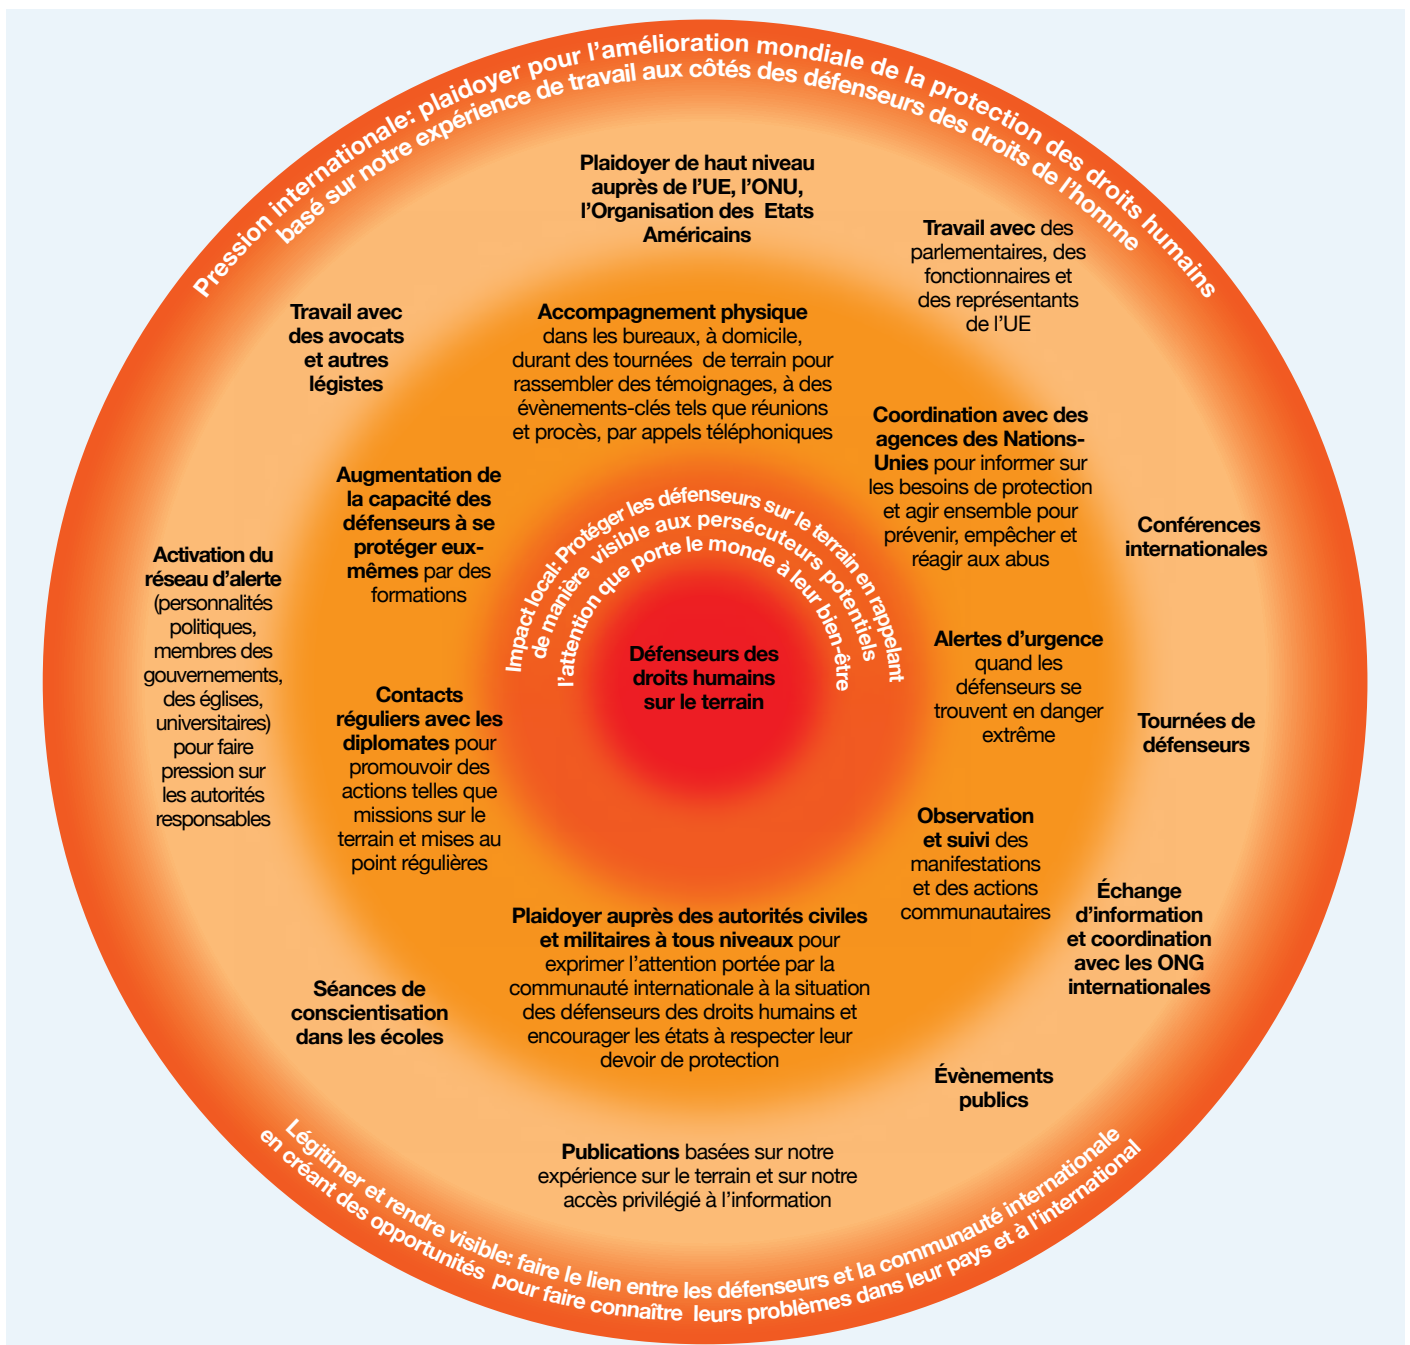 Pression internationale: plaidoyer pour l’amélioration mondiale de la protection des droits humains
basé sur notre expérience de travail aux côtés des défenseurs des droits de l’homme
Plaidoyer de haut niveau
auprès de l’UE, l’ONU,
l’Organisation des Etats
Américains
Travail avec des
parlementaires, des
fonctionnaires et
des représentants
de l’UE
Travail avec
des avocats
et autres
légistes
Accompagnement physique
dans les bureaux, à domicile,
durant des tournées de terrain pour
rassembler des témoignages, à des
évènements-clés tels que réunions
et procès, par appels téléphoniques
Coordination avec des
agences des Nations-
Unies pour informer sur
les besoins de protection
et agir ensemble pour
prévenir, empêcher et
réagir aux abus
Augmentation de
la capacité des
défenseurs à se
protéger eux-
mêmes par des
formations
Conférences
internationales
Activation du
réseau d’alerte
(personnalités
politiques,
membres des
gouvernements,
des églises,
universitaires)
pour faire
pression sur
les autorités
responsables
Impact local: Protéger les défenseurs sur le terrain en rappelant
de manière visible aux persécuteurs potentiels
l’attention que porte le monde à leur bien-être
Défenseurs des
droits humains
sur le terrain
Alertes d’urgence
quand les
défenseurs se
trouvent en danger
extrême
Contacts
réguliers avec les
diplomates pour
promouvoir des
actions telles que
missions sur le
terrain et mises au
point régulières
Tournées de
défenseurs
Observation
et suivi des
manifestations
et des actions
communautaires
Échange
d’information
et coordination
avec les ONG
internationales
Plaidoyer auprès des autorités civiles
et militaires à tous niveaux pour
exprimer l’attention portée par la
communauté internationale à la situation
des défenseurs des droits humains et
encourager les états à respecter leur
devoir de protection
Séances de
conscientisation
dans les écoles
Évènements
publics
Publications basées sur notre
expérience sur le terrain et sur notre
accès privilégié à l’information
Légitimer et rendre visible: faire le lien entre les défenseurs et la communauté internationale
en créant des opportunités pour faire connaître leurs problèmes dans leur pays et à l’international